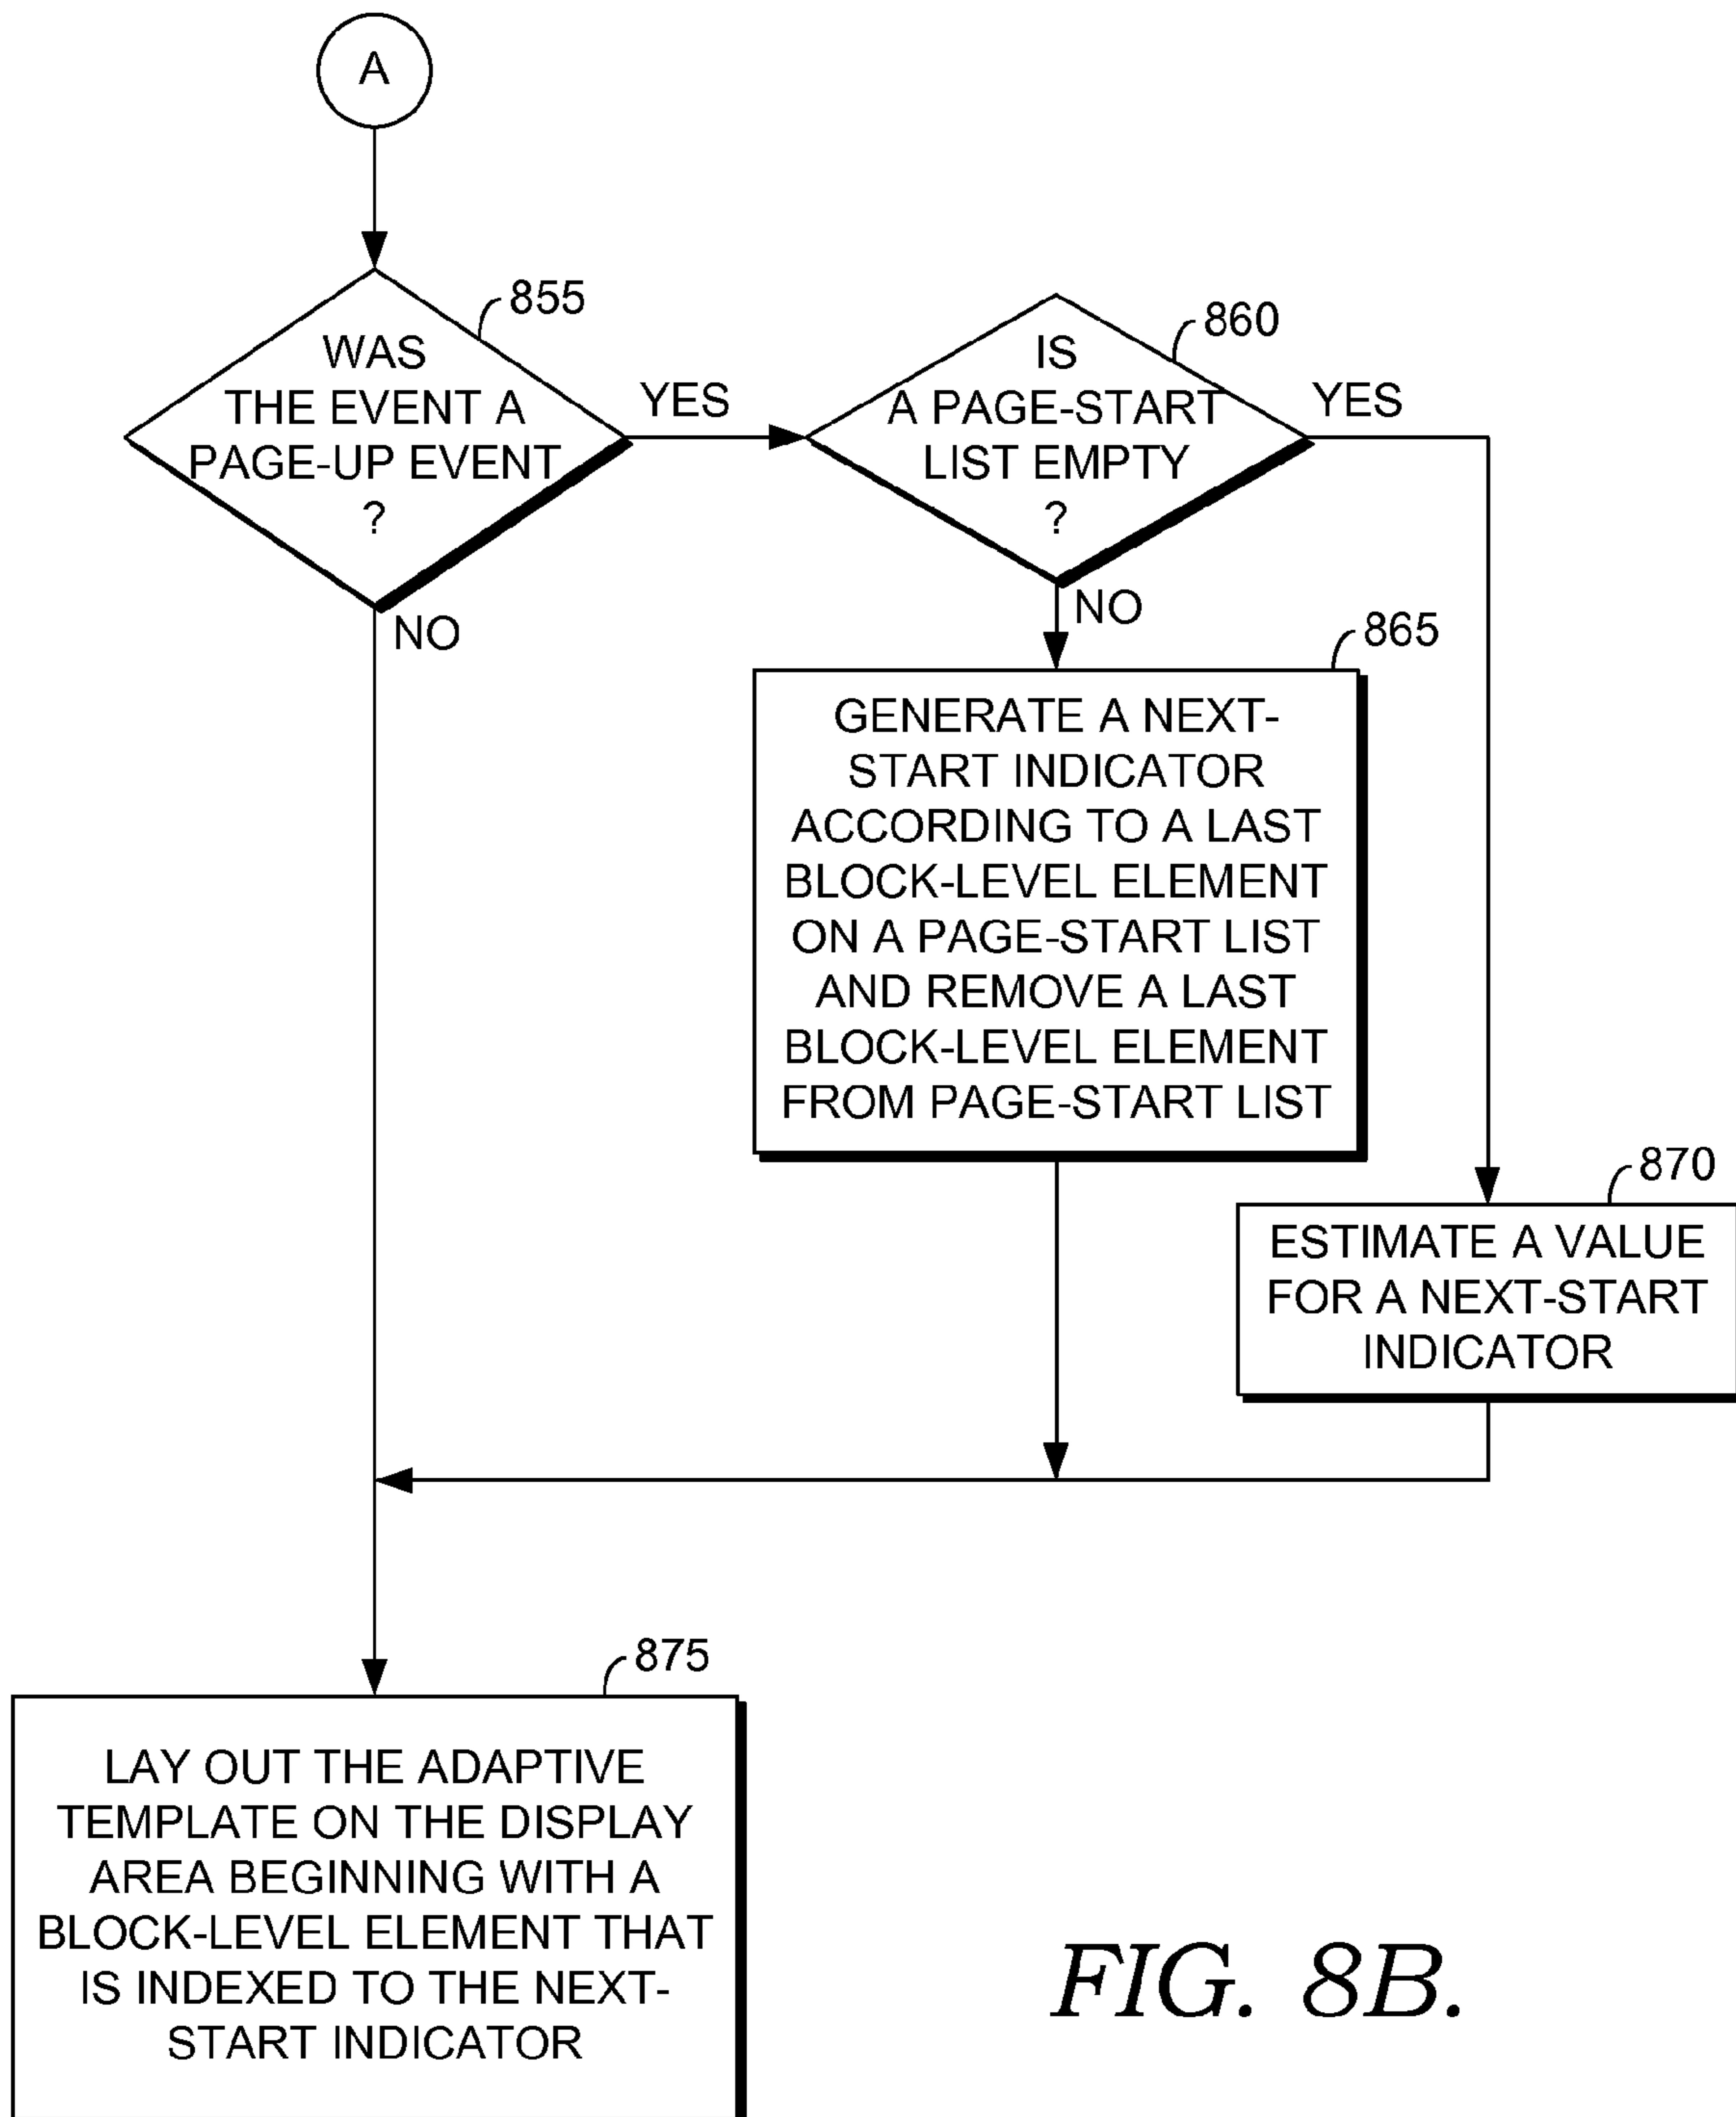 A
855
WAS
THE EVENT A
PAGE-UP EVENT
?
YES
NO
860
IS
A PAGE-START
LIST EMPTY
?
YES
NO
865
GENERATE A NEXT-
START INDICATOR
ACCORDING TO A LAST
BLOCK-LEVEL ELEMENT
ON A PAGE-START LIST
AND REMOVE A LAST
BLOCK-LEVEL ELEMENT
FROM PAGE-START LIST
870
ESTIMATE A VALUE
FOR A NEXT-START
INDICATOR
875
LAY OUT THE ADAPTIVE
TEMPLATE ON THE DISPLAY
AREA BEGINNING WITH A
BLOCK-LEVEL ELEMENT THAT
IS INDEXED TO THE NEXT-
START INDICATOR
FIG. 8B.